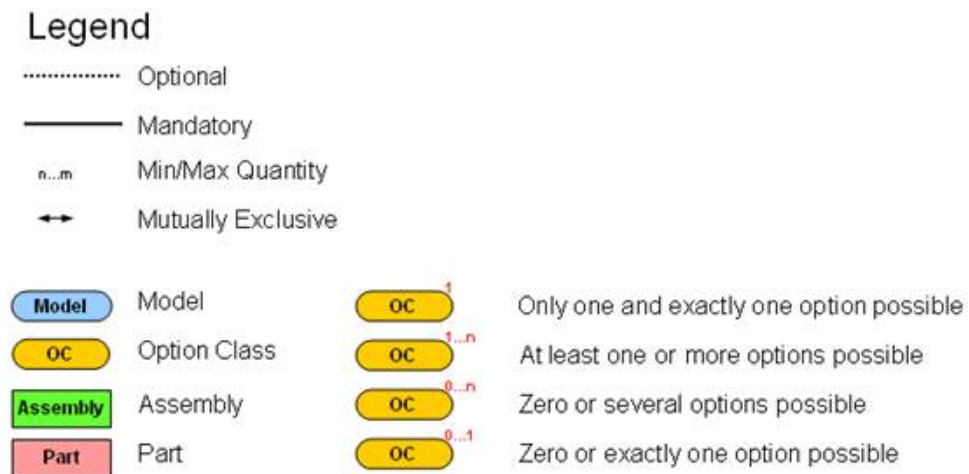 Legend
Optional
Mandatory
n...m Min/Max Quantity
Mutually Exclusive
Model Model OC 1 Only one and exactly one option possible
OC Option Class OC 1...n At least one or more options possible
Assembly Assembly OC 0...n Zero or several options possible
Part Part OC 0...1 Zero or exactly one option possible